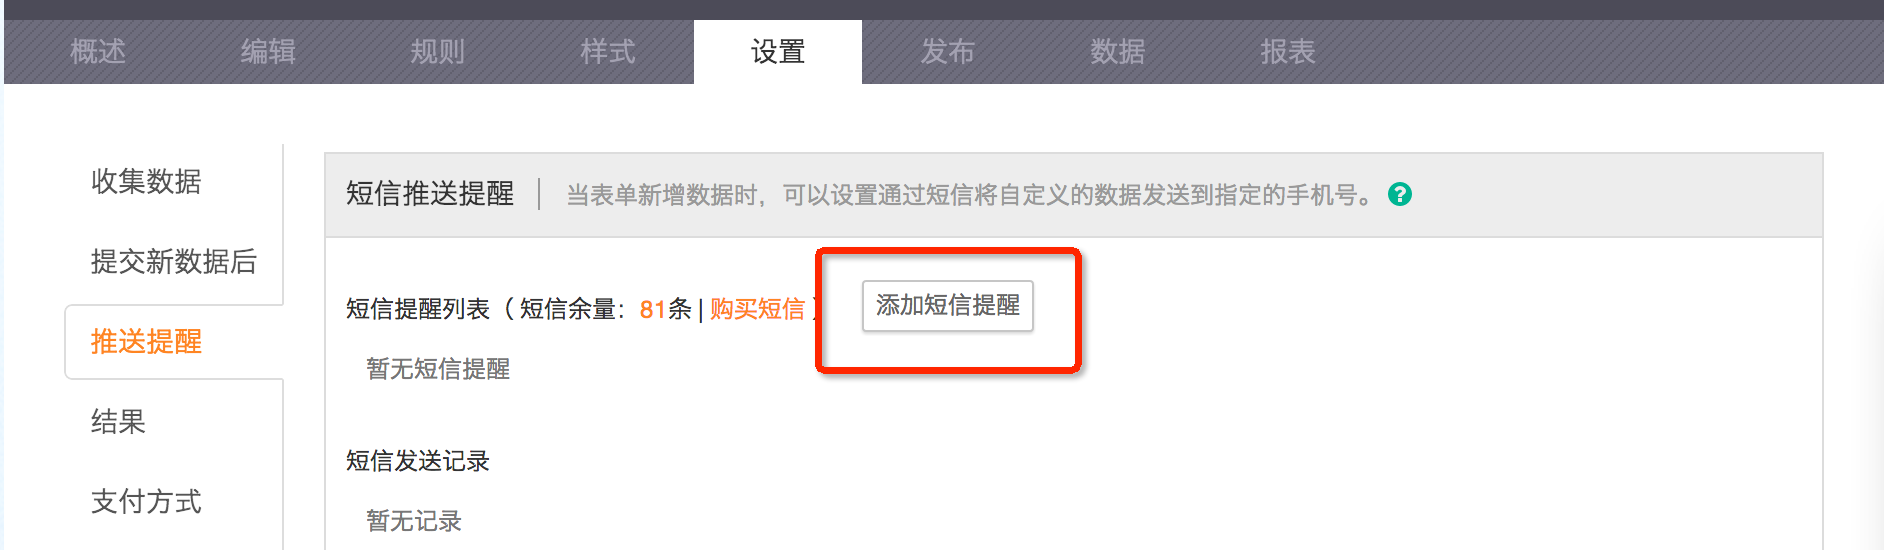 概述 编辑 规则 样式 设置 发布 数据 报表
收集数据
提交新数据后
推送提醒
结果
支付方式
短信推送提醒 当表单新增数据时，可以设置通过短信将自定义的数据发送到指定的手机号。 ?
短信提醒列表（短信余量：81条 | 购买短信） 添加短信提醒
暂无短信提醒
短信发送记录
暂无记录